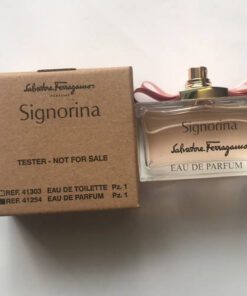 Salvatore Ferragamo
PARFUMS
Signorina
TESTER - NOT FOR SALE
REF. 41303 EAU DE TOILETTE Pz. 1
REF. 41254 EAU DE PARFUM Pz. 1
Signorina
Salvatore Ferragamo
EAU DE PARFUM